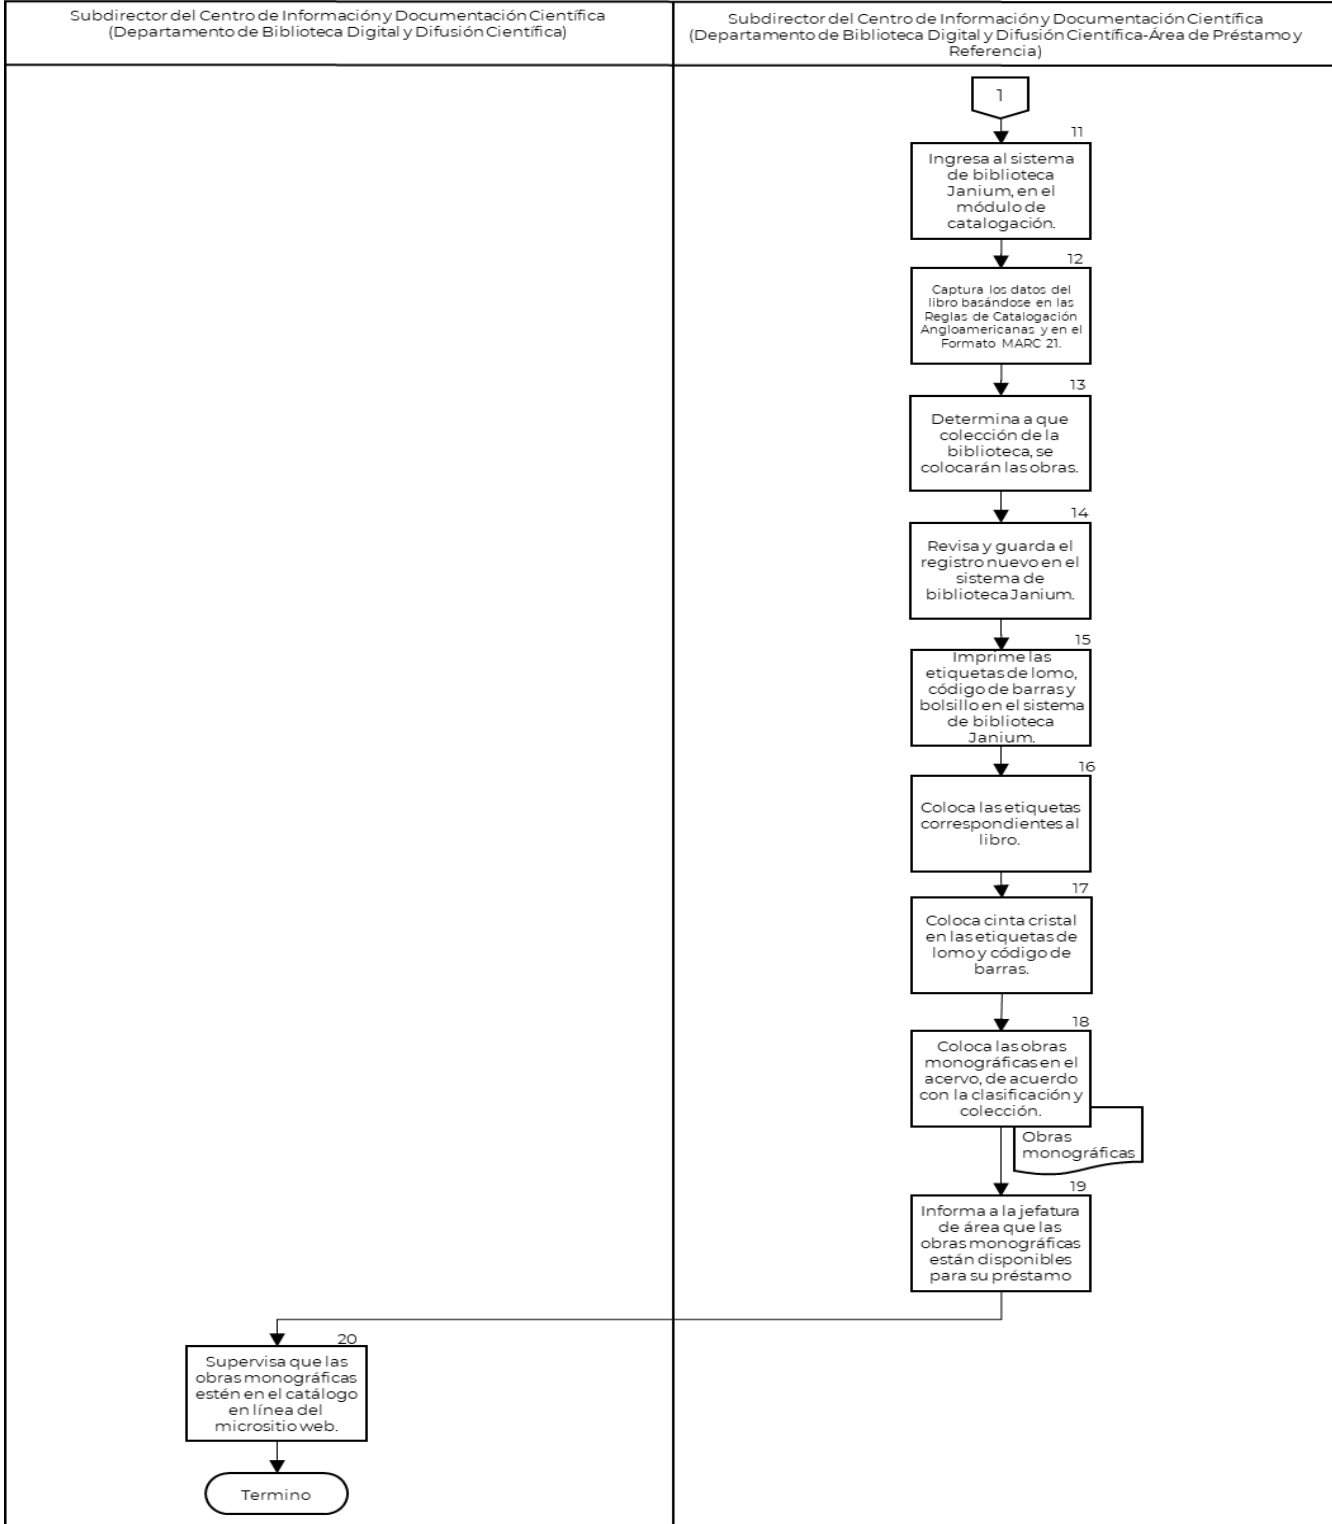 Subdirector del Centro de Información y Documentación Científica
(Departamento de Biblioteca Digital y Difusión Científica)
Subdirector del Centro de Información y Documentación Científica
(Departamento de Biblioteca Digital y Difusión Científica-Área de Préstamo y
Referencia)
1
11
Ingresa al sistema
de biblioteca
Janium, en el
módulo de
catalogación.
12
Captura los datos del
libro basándose en las
Reglas de Catalogación
Angloamericanas y en el
Formato MARC 21.
13
Determina a que
colección de la
biblioteca, se
colocarán las obras.
14
Revisa y guarda el
registro nuevo en el
sistema de
biblioteca Janium.
15
Imprime las
etiquetas de lomo,
código de barras y
bolsillo en el sistema
de biblioteca
Janium.
16
Coloca las etiquetas
correspondientes al
libro.
17
Coloca cinta cristal
en las etiquetas de
lomo y código de
barras.
18
Coloca las obras
monográficas en el
acervo, de acuerdo
con la clasificación y
colección.
Obras
monográficas
19
Informa a la jefatura
de área que las
obras monográficas
están disponibles
para su préstamo
20
Supervisa que las
obras monográficas
estén en el catálogo
en línea del
micrositio web.
Termino